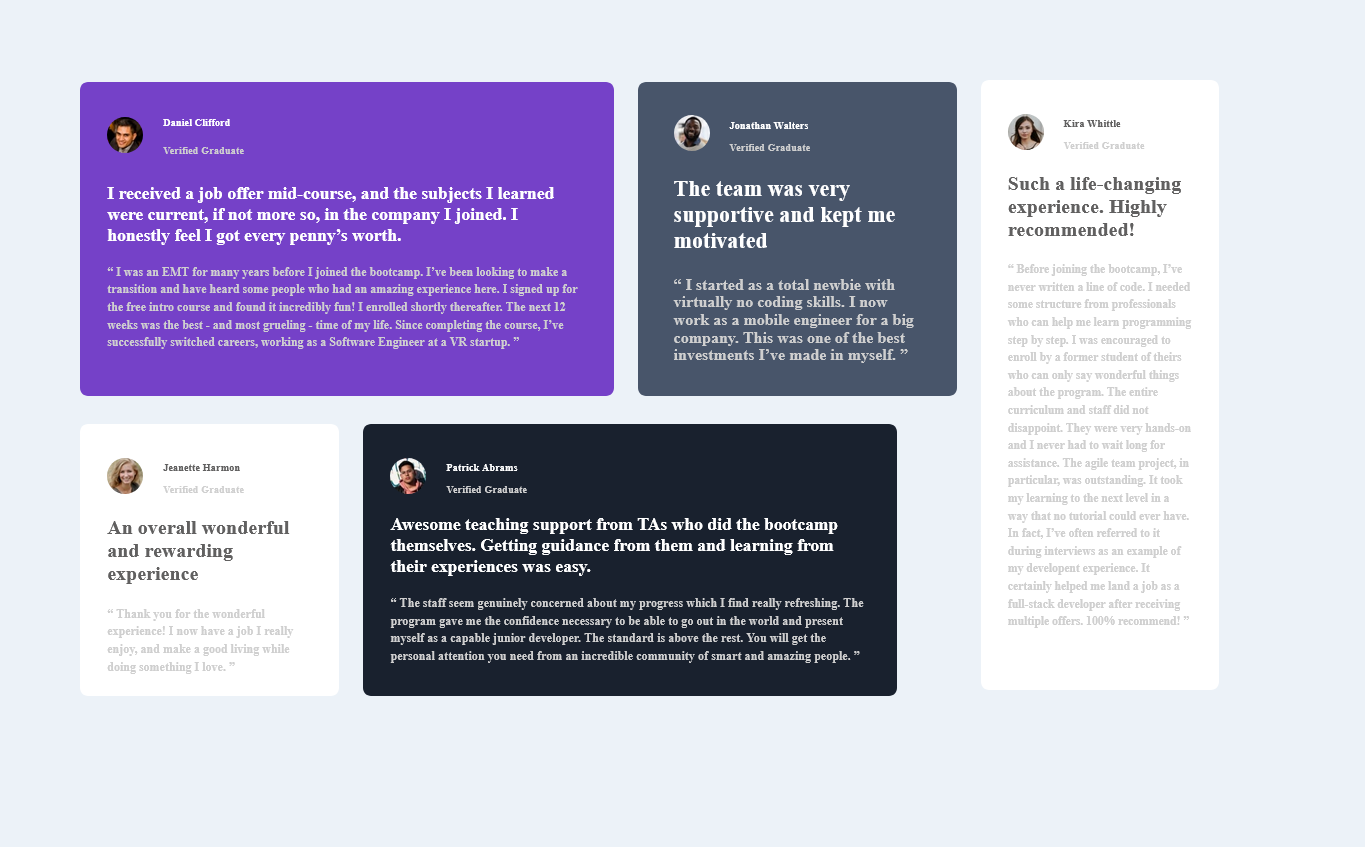 Daniel Clifford
Verified Graduate
I received a job offer mid-course, and the subjects I learned
were current, if not more so, in the company I joined. I
honestly feel I got every penny’s worth.
“ I was an EMT for many years before I joined the bootcamp. I’ve been looking to make a
transition and have heard some people who had an amazing experience here. I signed up for
the free intro course and found it incredibly fun! I enrolled shortly thereafter. The next 12
weeks was the best - and most grueling - time of my life. Since completing the course, I’ve
successfully switched careers, working as a Software Engineer at a VR startup. ”
Jonathan Walters
Verified Graduate
The team was very
supportive and kept me
motivated
“ I started as a total newbie with
virtually no coding skills. I now
work as a mobile engineer for a big
company. This was one of the best
investments I’ve made in myself. ”
Kira Whittle
Verified Graduate
Such a life-changing
experience. Highly
recommended!
“ Before joining the bootcamp, I’ve
never written a line of code. I needed
some structure from professionals
who can help me learn programming
step by step. I was encouraged to
enroll by a former student of theirs
who can only say wonderful things
about the program. The entire
curriculum and staff did not
disappoint. They were very hands-on
and I never had to wait long for
assistance. The agile team project, in
particular, was outstanding. It took
my learning to the next level in a
way that no tutorial could ever have.
In fact, I’ve often referred to it
during interviews as an example of
my developent experience. It
certainly helped me land a job as a
full-stack developer after receiving
multiple offers. 100% recommend! ”
Jeanette Harmon
Verified Graduate
An overall wonderful
and rewarding
experience
“ Thank you for the wonderful
experience! I now have a job I really
enjoy, and make a good living while
doing something I love. ”
Patrick Abrams
Verified Graduate
Awesome teaching support from TAs who did the bootcamp
themselves. Getting guidance from them and learning from
their experiences was easy.
“ The staff seem genuinely concerned about my progress which I find really refreshing. The
program gave me the confidence necessary to be able to go out in the world and present
myself as a capable junior developer. The standard is above the rest. You will get the
personal attention you need from an incredible community of smart and amazing people. ”